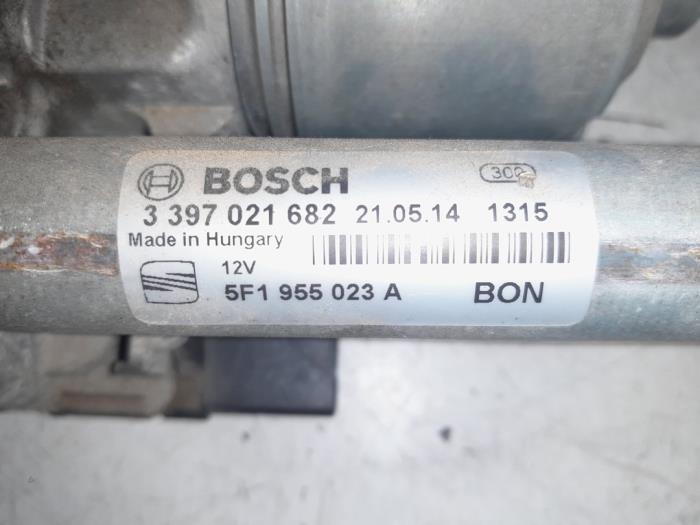 BOSCH
3 397 021 682 21.05.14 1315
Made in Hungary
12V
5F1 955 023 A BON